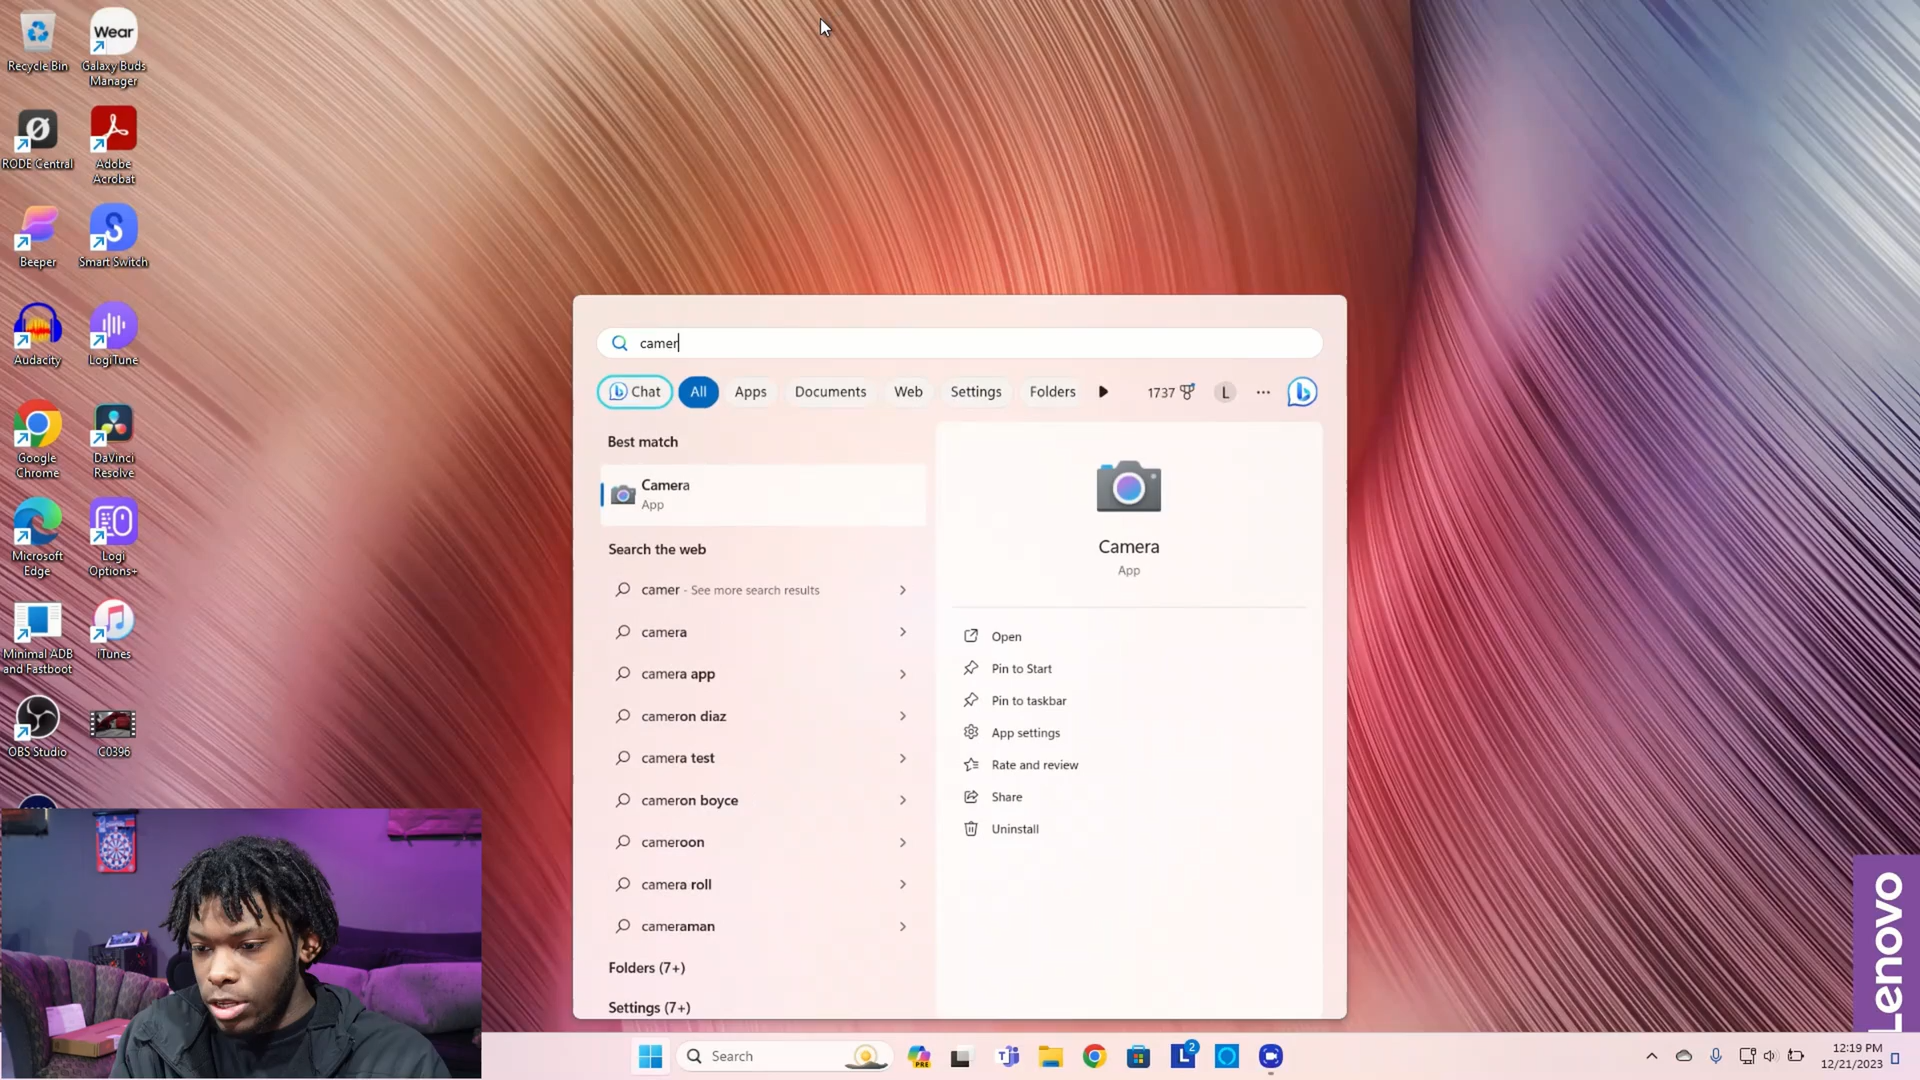 Recycle Bin
Wear
Galaxy Buds
Manager
RODE Central
Adobe
Acrobat
Beeper
Smart Switch
Audacity
LogiTune
Google
Chrome
DaVinci
Resolve
Microsoft
Edge
Logi
Options+
Minimal ADB
and Fastboot
iTunes
OBS Studio
C0396
camer
Chat
All
Apps
Documents
Web
Settings
Folders
1737
L
...
Best match
Camera
App
Search the web
camer - See more search results
camera
camera app
cameron diaz
camera test
cameron boyce
cameroon
camera roll
cameraman
Folders (7+)
Settings (7+)
Camera
App
Open
Pin to Start
Pin to taskbar
App settings
Rate and review
Share
Uninstall
Lenovo
Search
PRE
L
2
12:19 PM
12/21/2023